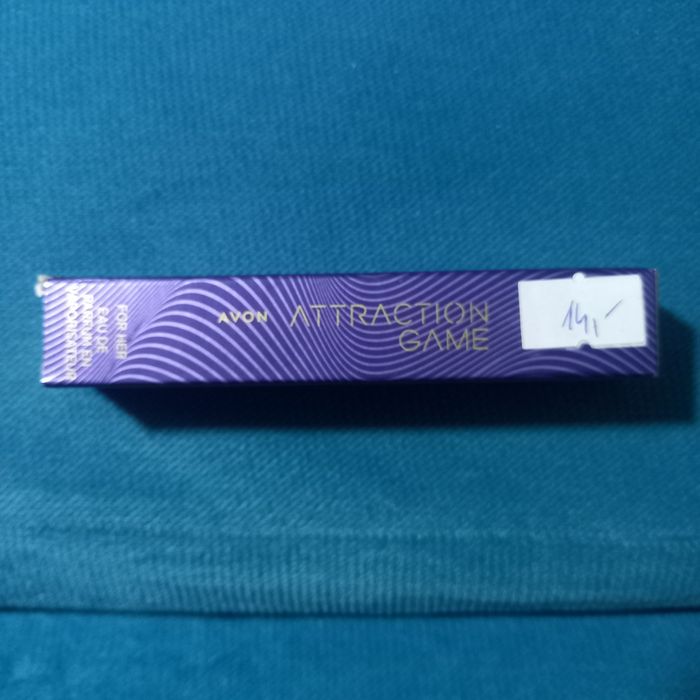 AVON
ATTRACTION
GAME
14,-
FOR HER
EAU DE
PARFUM EN
VAPORISATEUR